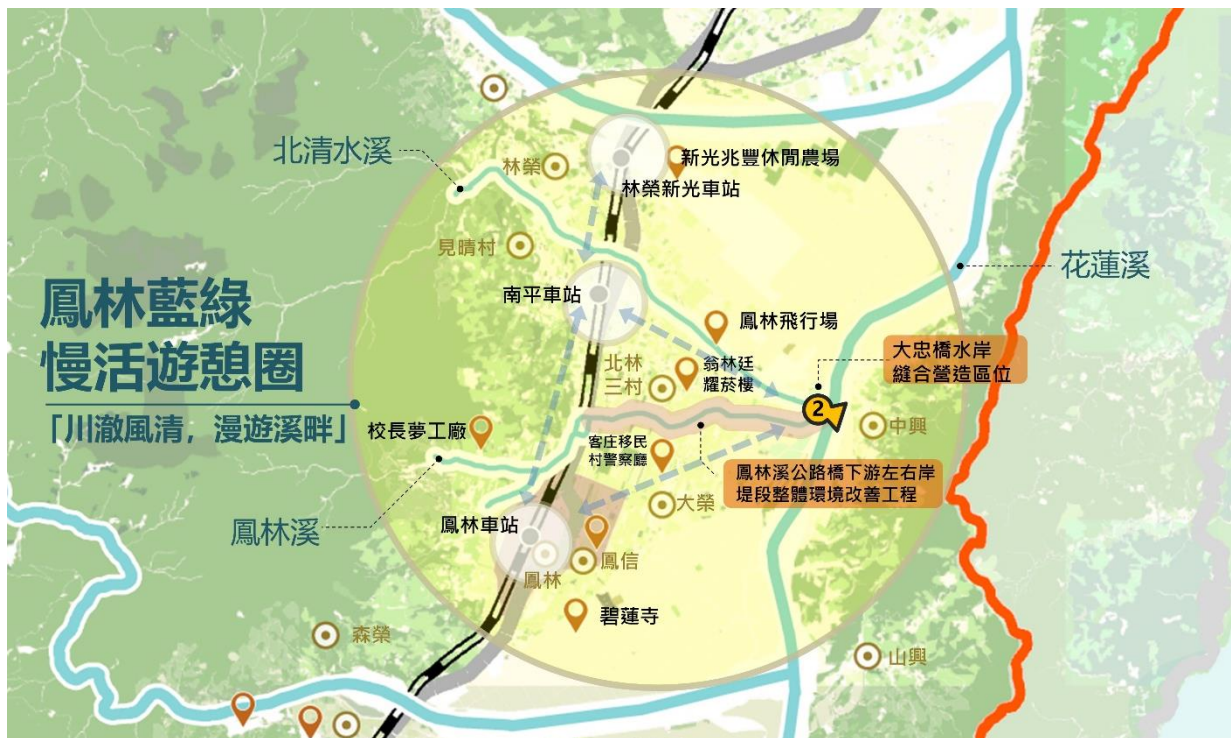 北清水溪
林榮
新光兆豐休閒農場
林榮新光車站
見晴村
花蓮溪
鳳林藍綠
慢活遊憩圈
「川澈風清，漫遊溪畔」
南平車站
鳳林飛行場
大忠橋水岸
縫合營造區位
北林
三村
翁林廷
耀菸樓
2
中興
校長夢工廠
客庄移民
村警察廳
鳳林溪公路橋下游左右岸
堤段整體環境改善工程
大榮
鳳林溪
鳳林車站
鳳林
鳳信
碧蓮寺
森榮
山興